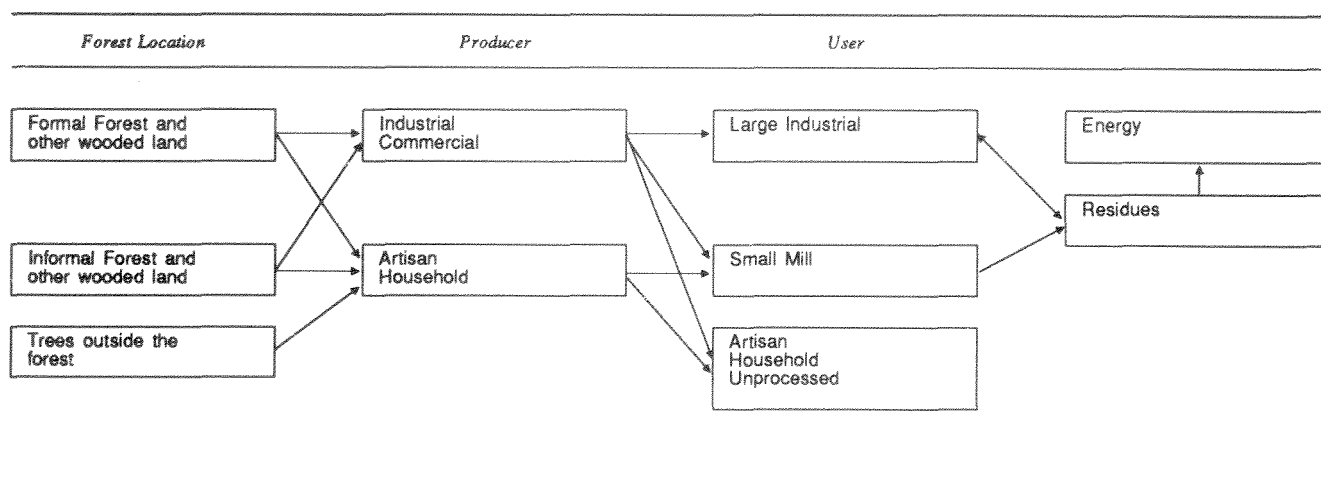 Forest Location
Producer
User
Formal Forest and
other wooded land
Industrial
Commercial
Large Industrial
Energy
Residues
Informal Forest and
other wooded land
Artisan
Household
Small Mill
Trees outside the
forest
Artisan
Household
Unprocessed